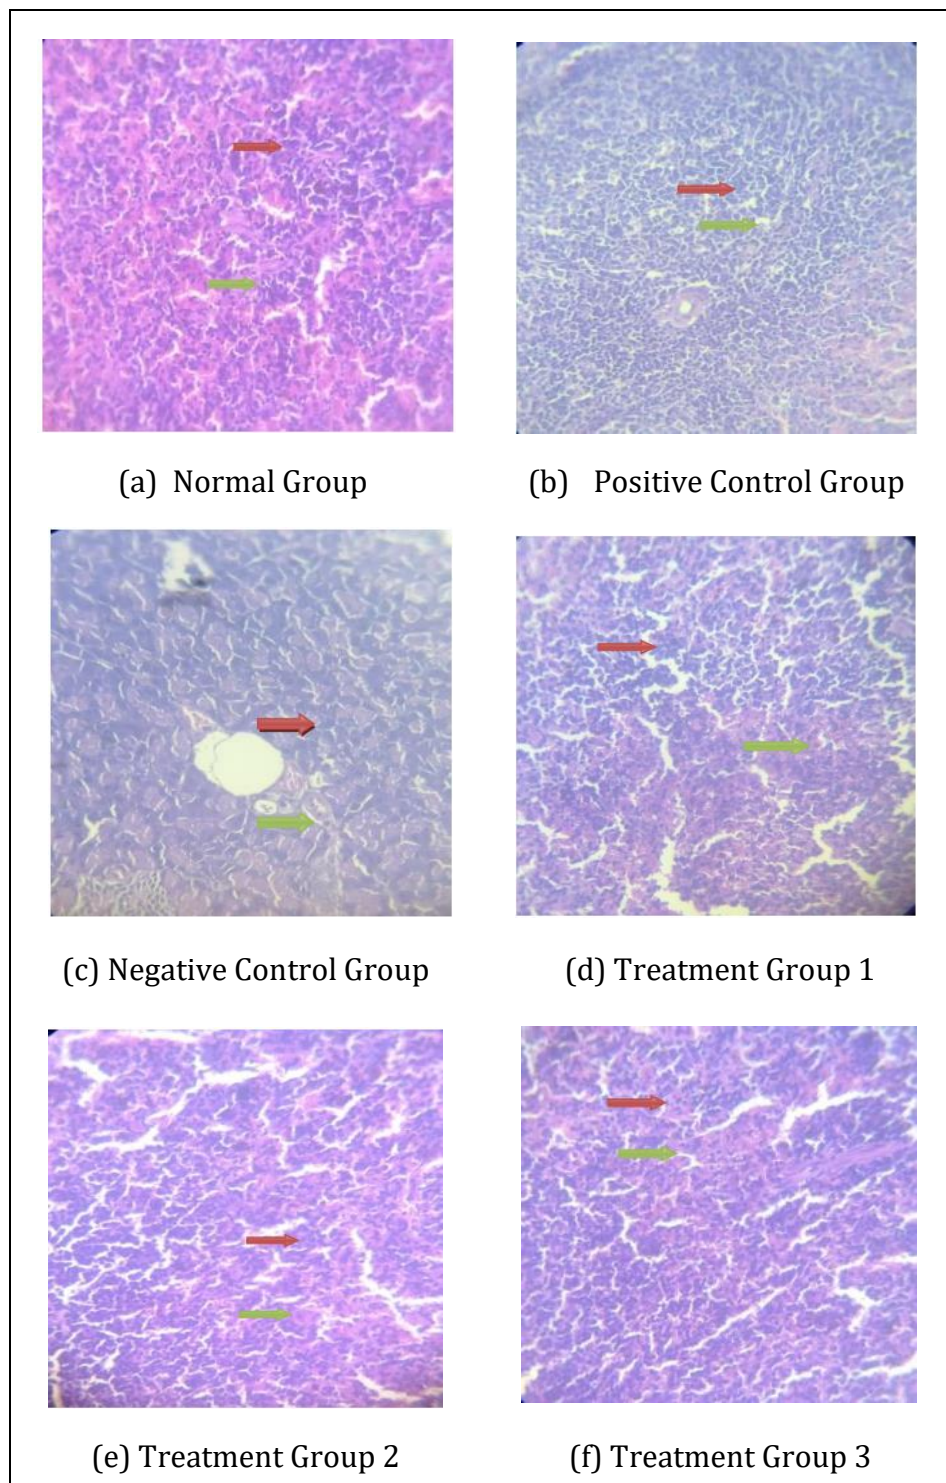 (a) Normal Group
(b) Positive Control Group
(c) Negative Control Group
(d) Treatment Group 1
(e) Treatment Group 2
(f) Treatment Group 3